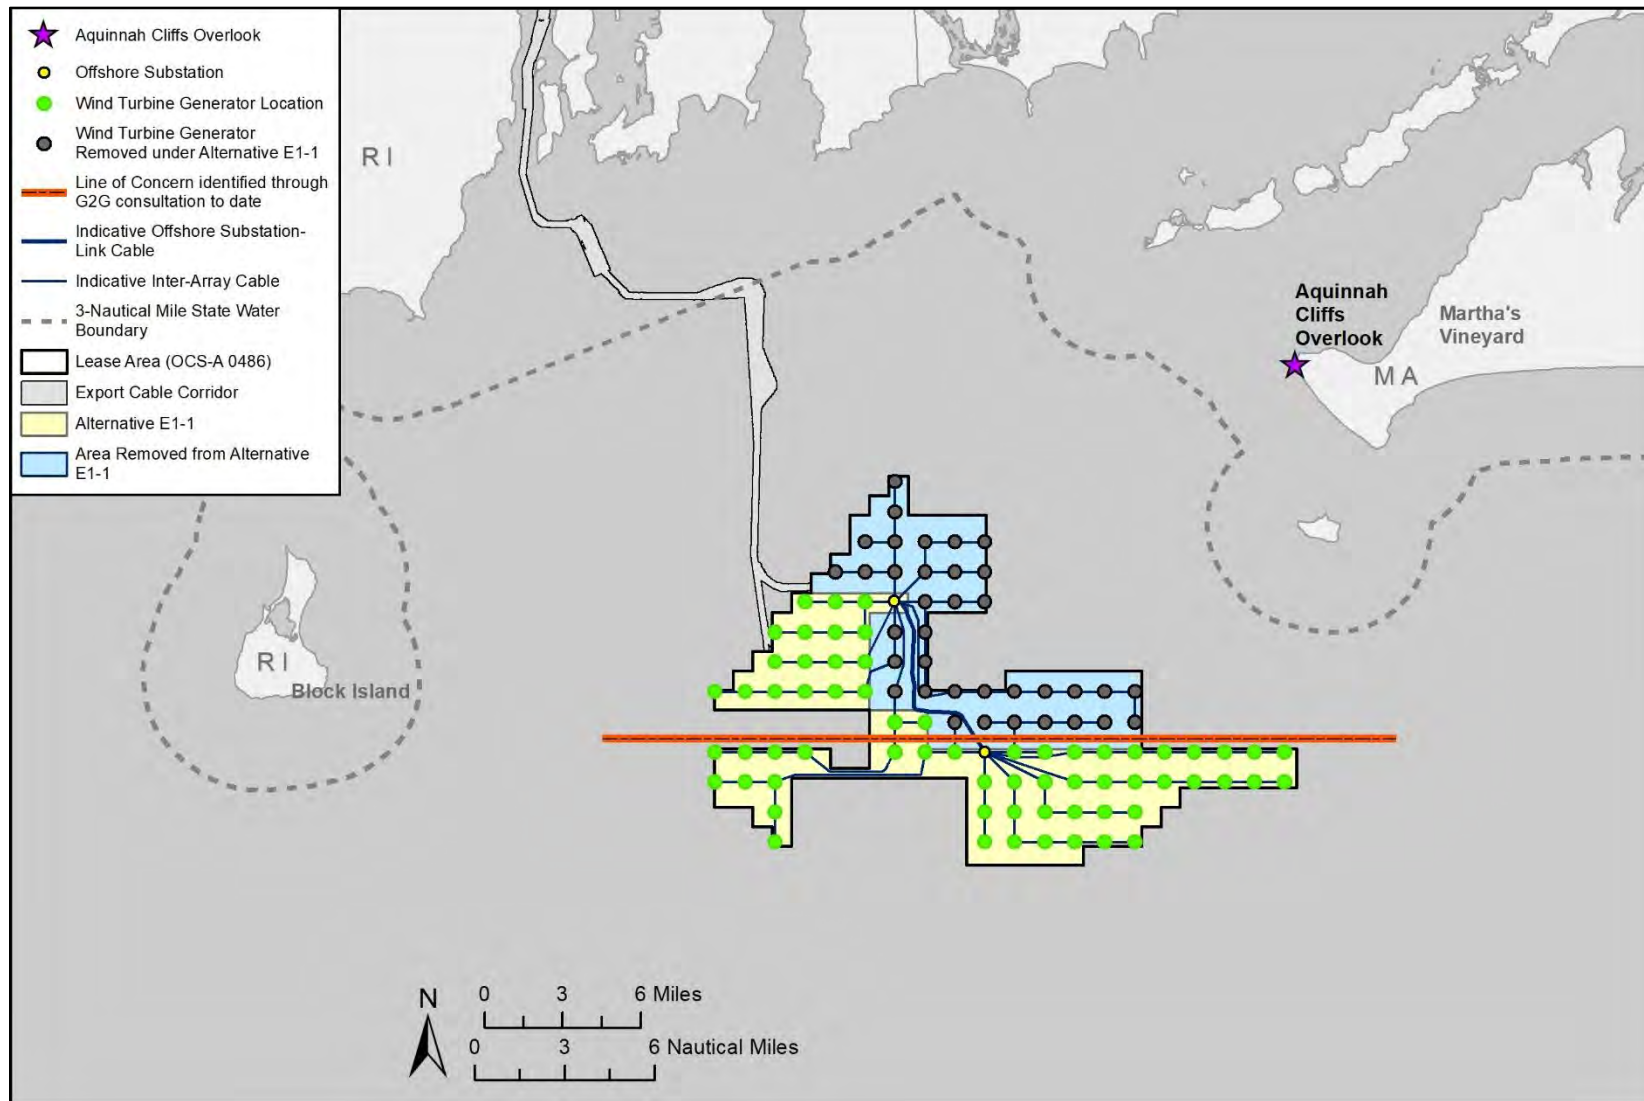 Aquinnah Cliffs Overlook
Offshore Substation
Wind Turbine Generator Location
Wind Turbine Generator
Removed under Alternative E1-1
Line of Concern identified through
G2G consultation to date
Indicative Offshore Substation-
Link Cable
Indicative Inter-Array Cable
3-Nautical Mile State Water
Boundary
Lease Area (OCS-A 0486)
Export Cable Corridor
Alternative E1-1
Area Removed from Alternative
E1-1
RI
Aquinnah
Cliffs
Overlook
Martha's
Vineyard
MA
RI
Block Island
N
0 3 6 Miles
0 3 6 Nautical Miles